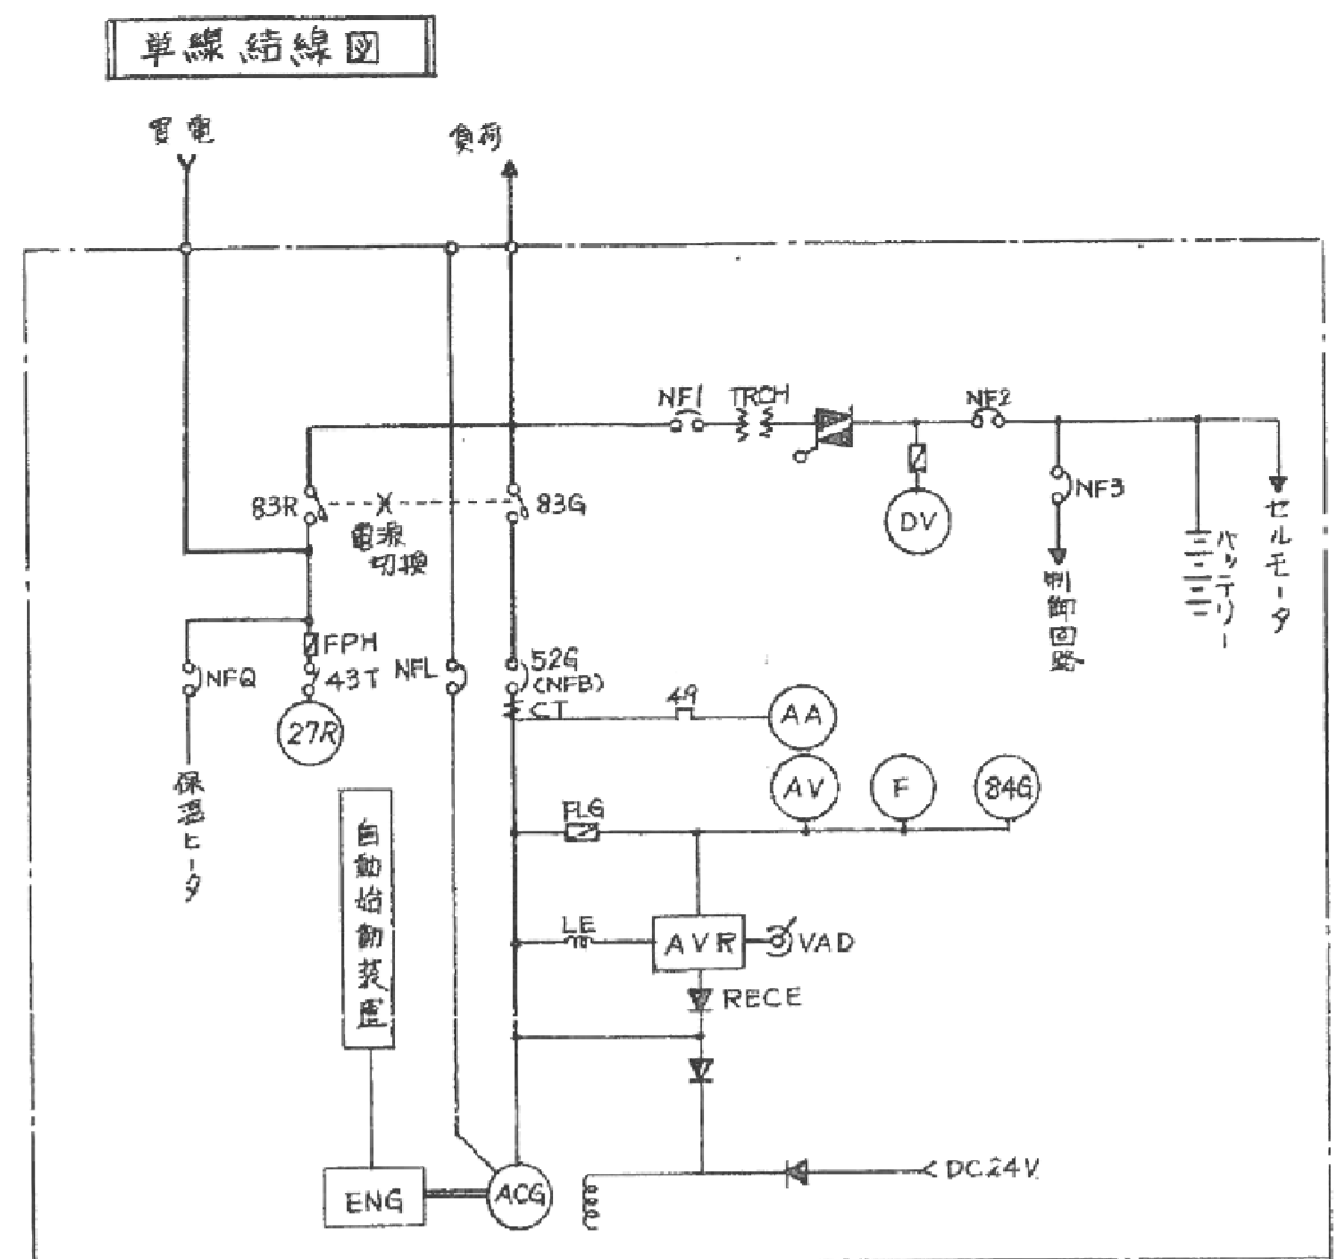 単線結線図
買電
負荷
NF1
TRCH
NF2
83R
83G
電源
切換
DV
NF3
セルモータ
バッテリー
制御回路
FPH
NFQ
43T
NFL
52G
(NFB)
CT
49
AA
27R
保温ヒータ
AV
F
84G
FLG
自動始動装置
LE
AVR
VAD
RECE
ENG
ACG
DC24V